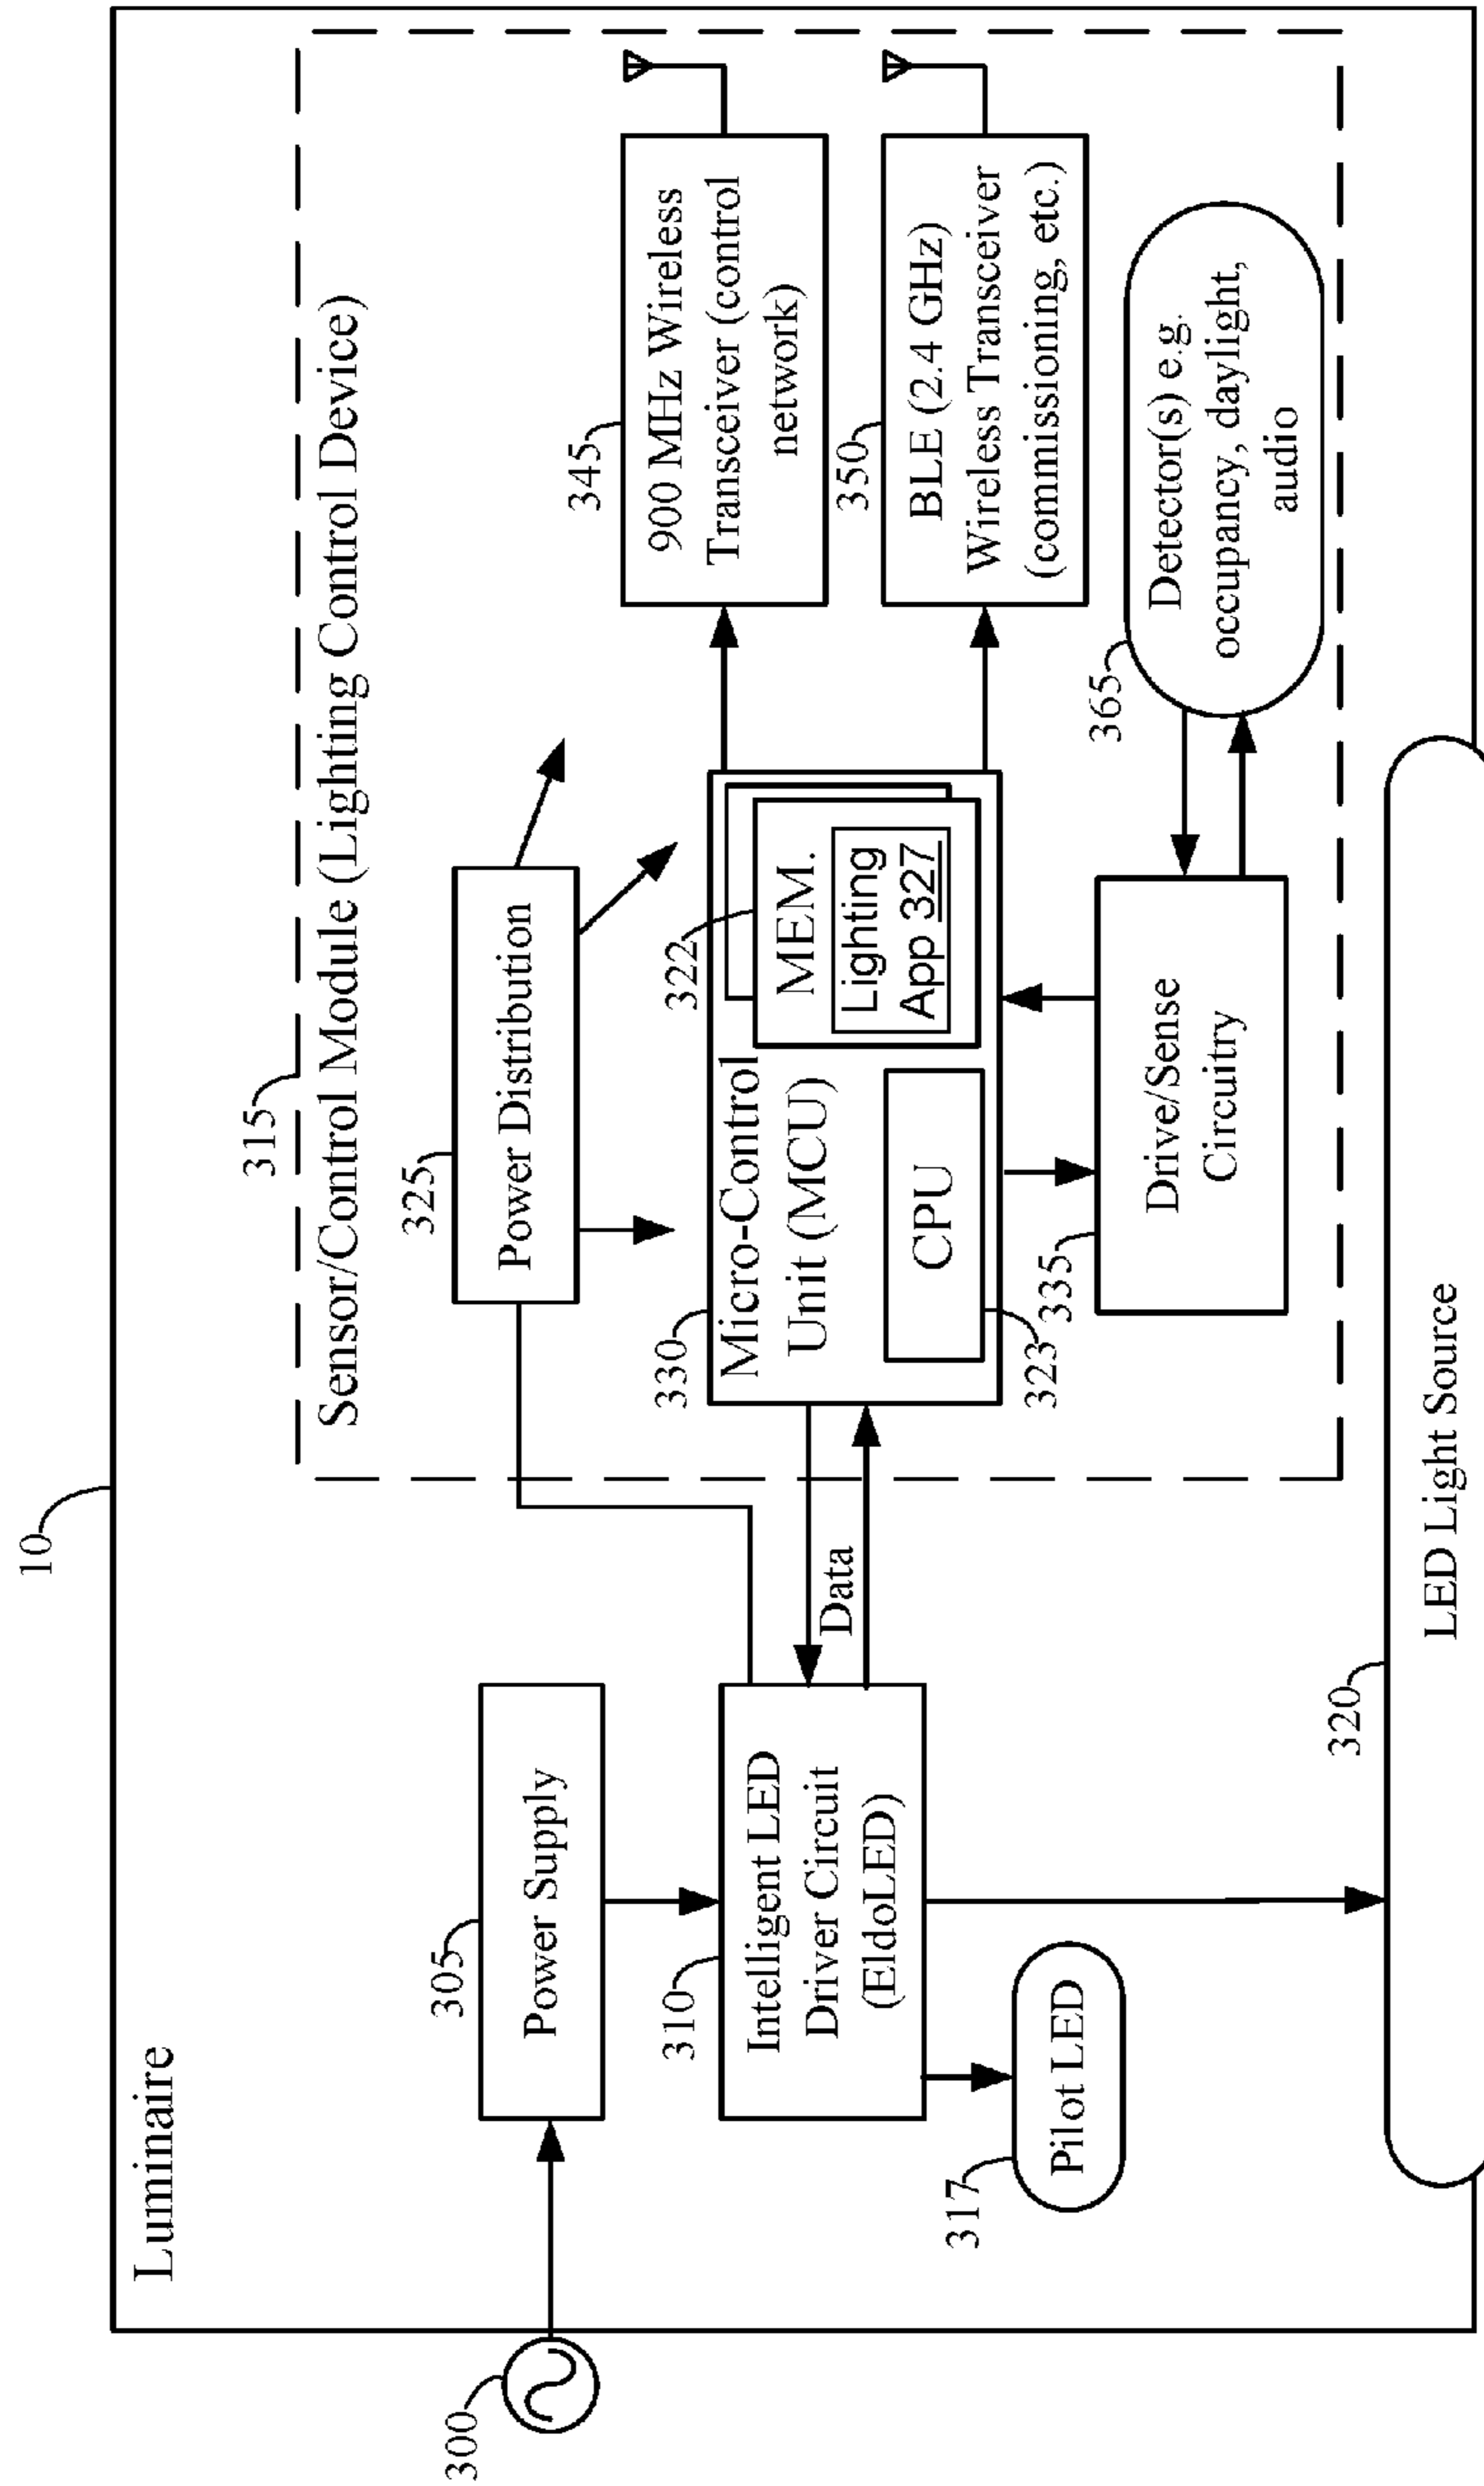 10
Luminaire
315
Sensor/Control Module (Lighting Control Device)
300
305
Power Supply
325
Power Distribution
345
900 MHz Wireless
Transceiver (control
network)
310
Intelligent LED
Driver Circuit
(EldoLED)
Data
330
Micro-Control
Unit (MCU)
322
MEM.
Lighting
App 327
CPU
323
350
BLE (2.4 GHz)
Wireless Transceiver
(commissioning, etc.)
317
Pilot LED
335
Drive/Sense
Circuitry
365
Detector(s) e.g.
occupancy, daylight,
audio
320
LED Light Source